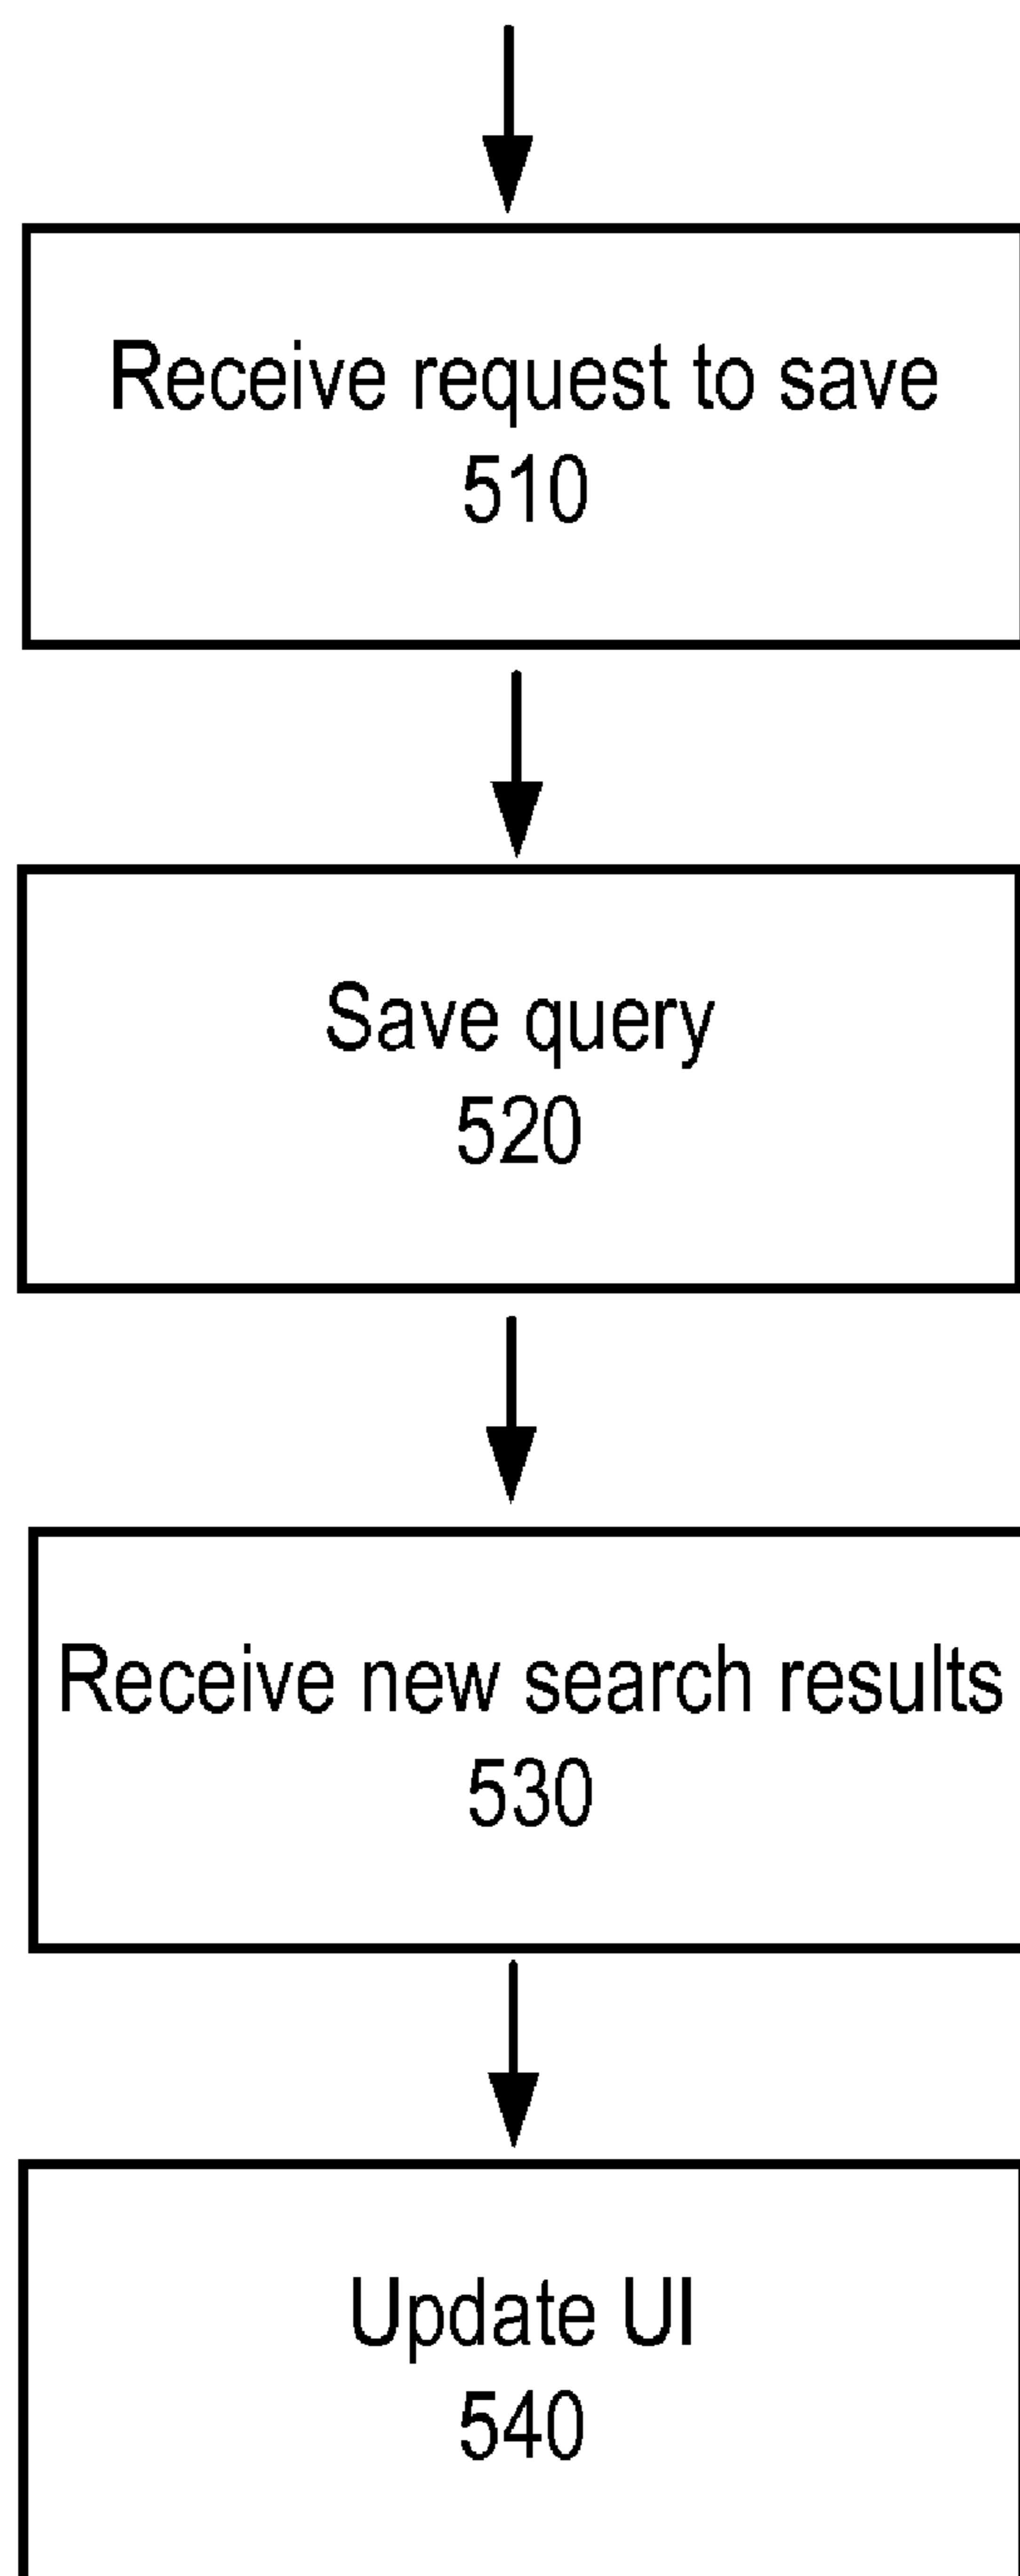 Receive request to save
510
Save query
520
Receive new search results
530
Update UI
540